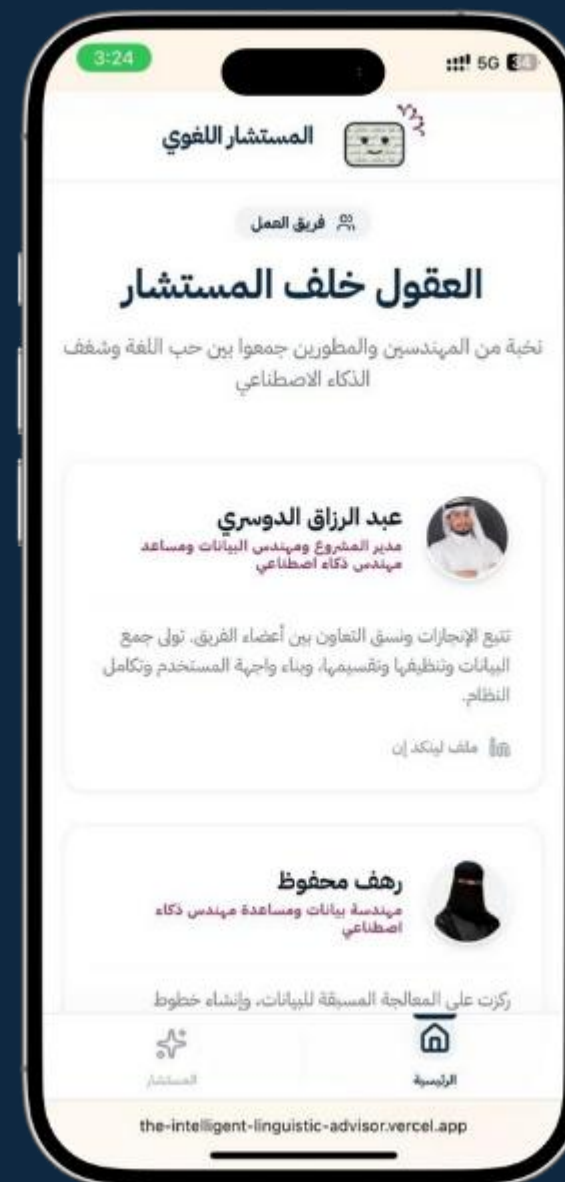 3:24
5G 34
المستشار اللغوي
فريق العمل
العقول خلف المستشار
نخبة من المهندسين والمطورين جمعوا بين حب اللغة وشغف
الذكاء الاصطناعي
عبد الرزاق الدوسري
مدير المشروع ومهندس البيانات ومساعد
مهندس ذكاء اصطناعي
تتبع الإنجازات ونسق التعاون بين أعضاء الفريق. تولى جمع
البيانات وتنظيفها وتقسيمها، وبناء واجهة المستخدم وتكامل
النظام.
ملف لينكد إن
رهف محفوظ
مهندسة بيانات ومساعدة مهندس ذكاء
اصطناعي
ركزت على المعالجة المسبقة للبيانات، وإنشاء خطوط
الرئيسية
المستشار
the-intelligent-linguistic-advisor.vercel.app